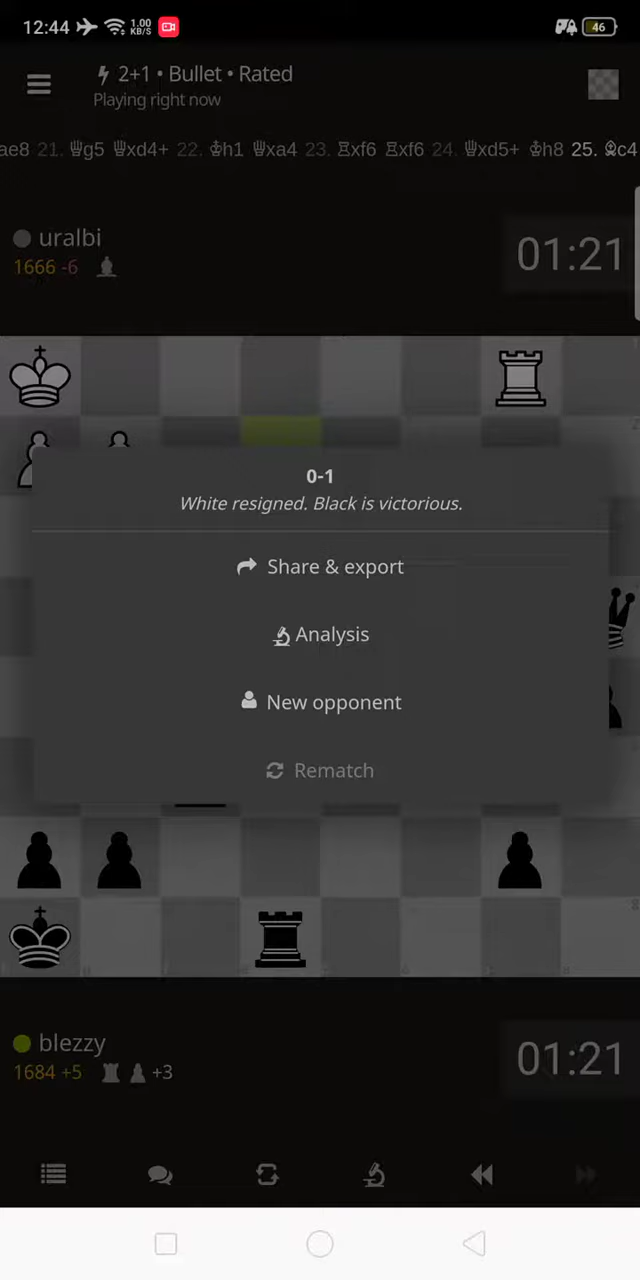 12:44 1.00 KB/S 46
2+1 • Bullet • Rated
Playing right now
ae8 21. ♕g5 ♕xd4+ 22. ♔h1 ♕xa4 23. ♖xf6 ♖xf6 24. ♕xd5+ ♔h8 25. ♗c4
uralbi
1666 -6
01:21
0-1
White resigned. Black is victorious.
Share & export
Analysis
New opponent
Rematch
blezzy
1684 +5 +3
01:21